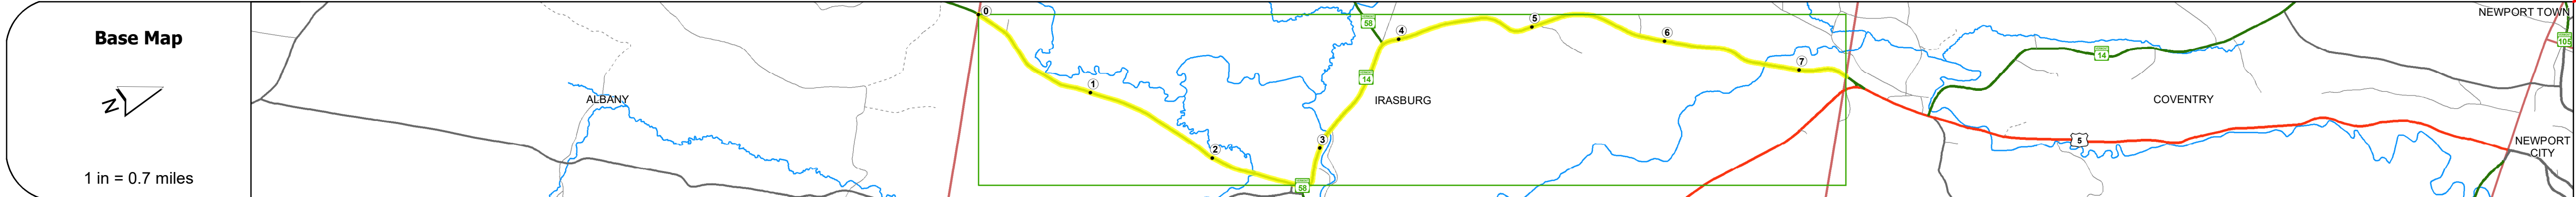 Base Map
N
1 in = 0.7 miles
ALBANY
0
1
2
58
3
58
14
4
IRASBURG
5
6
7
14
COVENTRY
5
NEWPORT TOWN
105
NEWPORT
CITY